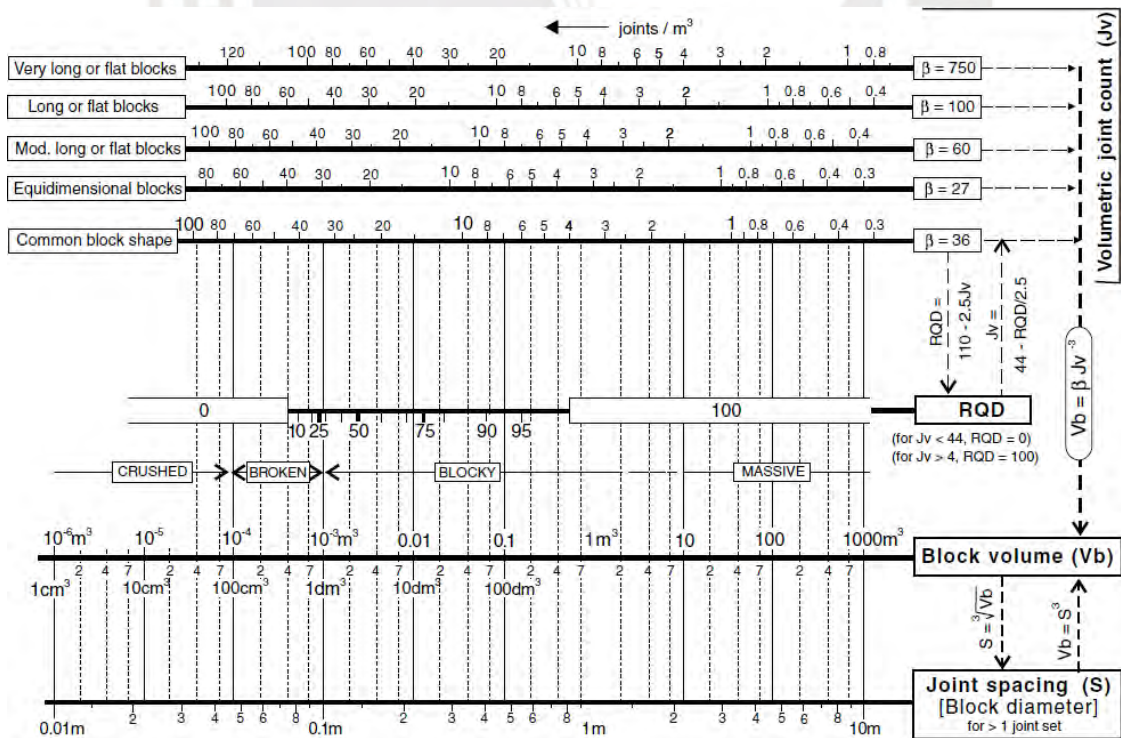 joints / m³
120 100 80 60 40 30 20 10 8 6 5 4 3 2 1 0.8
Very long or flat blocks
β = 750
100 80 60 40 30 20 10 8 6 5 4 3 2 1 0.8 0.6 0.4
Long or flat blocks
β = 100
100 80 60 40 30 20 10 8 6 5 4 3 2 1 0.8 0.6 0.4
Mod. long or flat blocks
β = 60
80 60 40 30 20 10 8 6 5 4 3 2 1 0.8 0.6 0.4 0.3
Equidimensional blocks
β = 27
100 80 60 40 30 20 10 8 6 5 4 3 2 1 0.8 0.6 0.4 0.3
Common block shape
β = 36
Volumetric joint count (Jv)
RQD =
110 - 2.5Jv
Jv =
44 - RQD/2.5
Vb = β Jv⁻³
0
100
RQD
10 25 50 75 90 95
(for Jv < 44, RQD = 0)
(for Jv > 4, RQD = 100)
CRUSHED
BROKEN
BLOCKY
MASSIVE
10⁻⁶m³ 10⁻⁵ 10⁻⁴ 10⁻³m³ 0.01 0.1 1m³ 10 100 1000m³
Block volume (Vb)
2 4 7 2 4 7 2 4 7 2 4 7 2 4 7 2 4 7 2 4 7 2 4 7 2 4 7
1cm³ 10cm³ 100cm³ 1dm³ 10dm³ 100dm³
S = ∛Vb
Vb = S³
Joint spacing (S)
[Block diameter]
for > 1 joint set
0.01m 2 3 4 5 6 8 0.1m 2 3 4 5 6 8 1m 2 3 4 5 6 8 10m